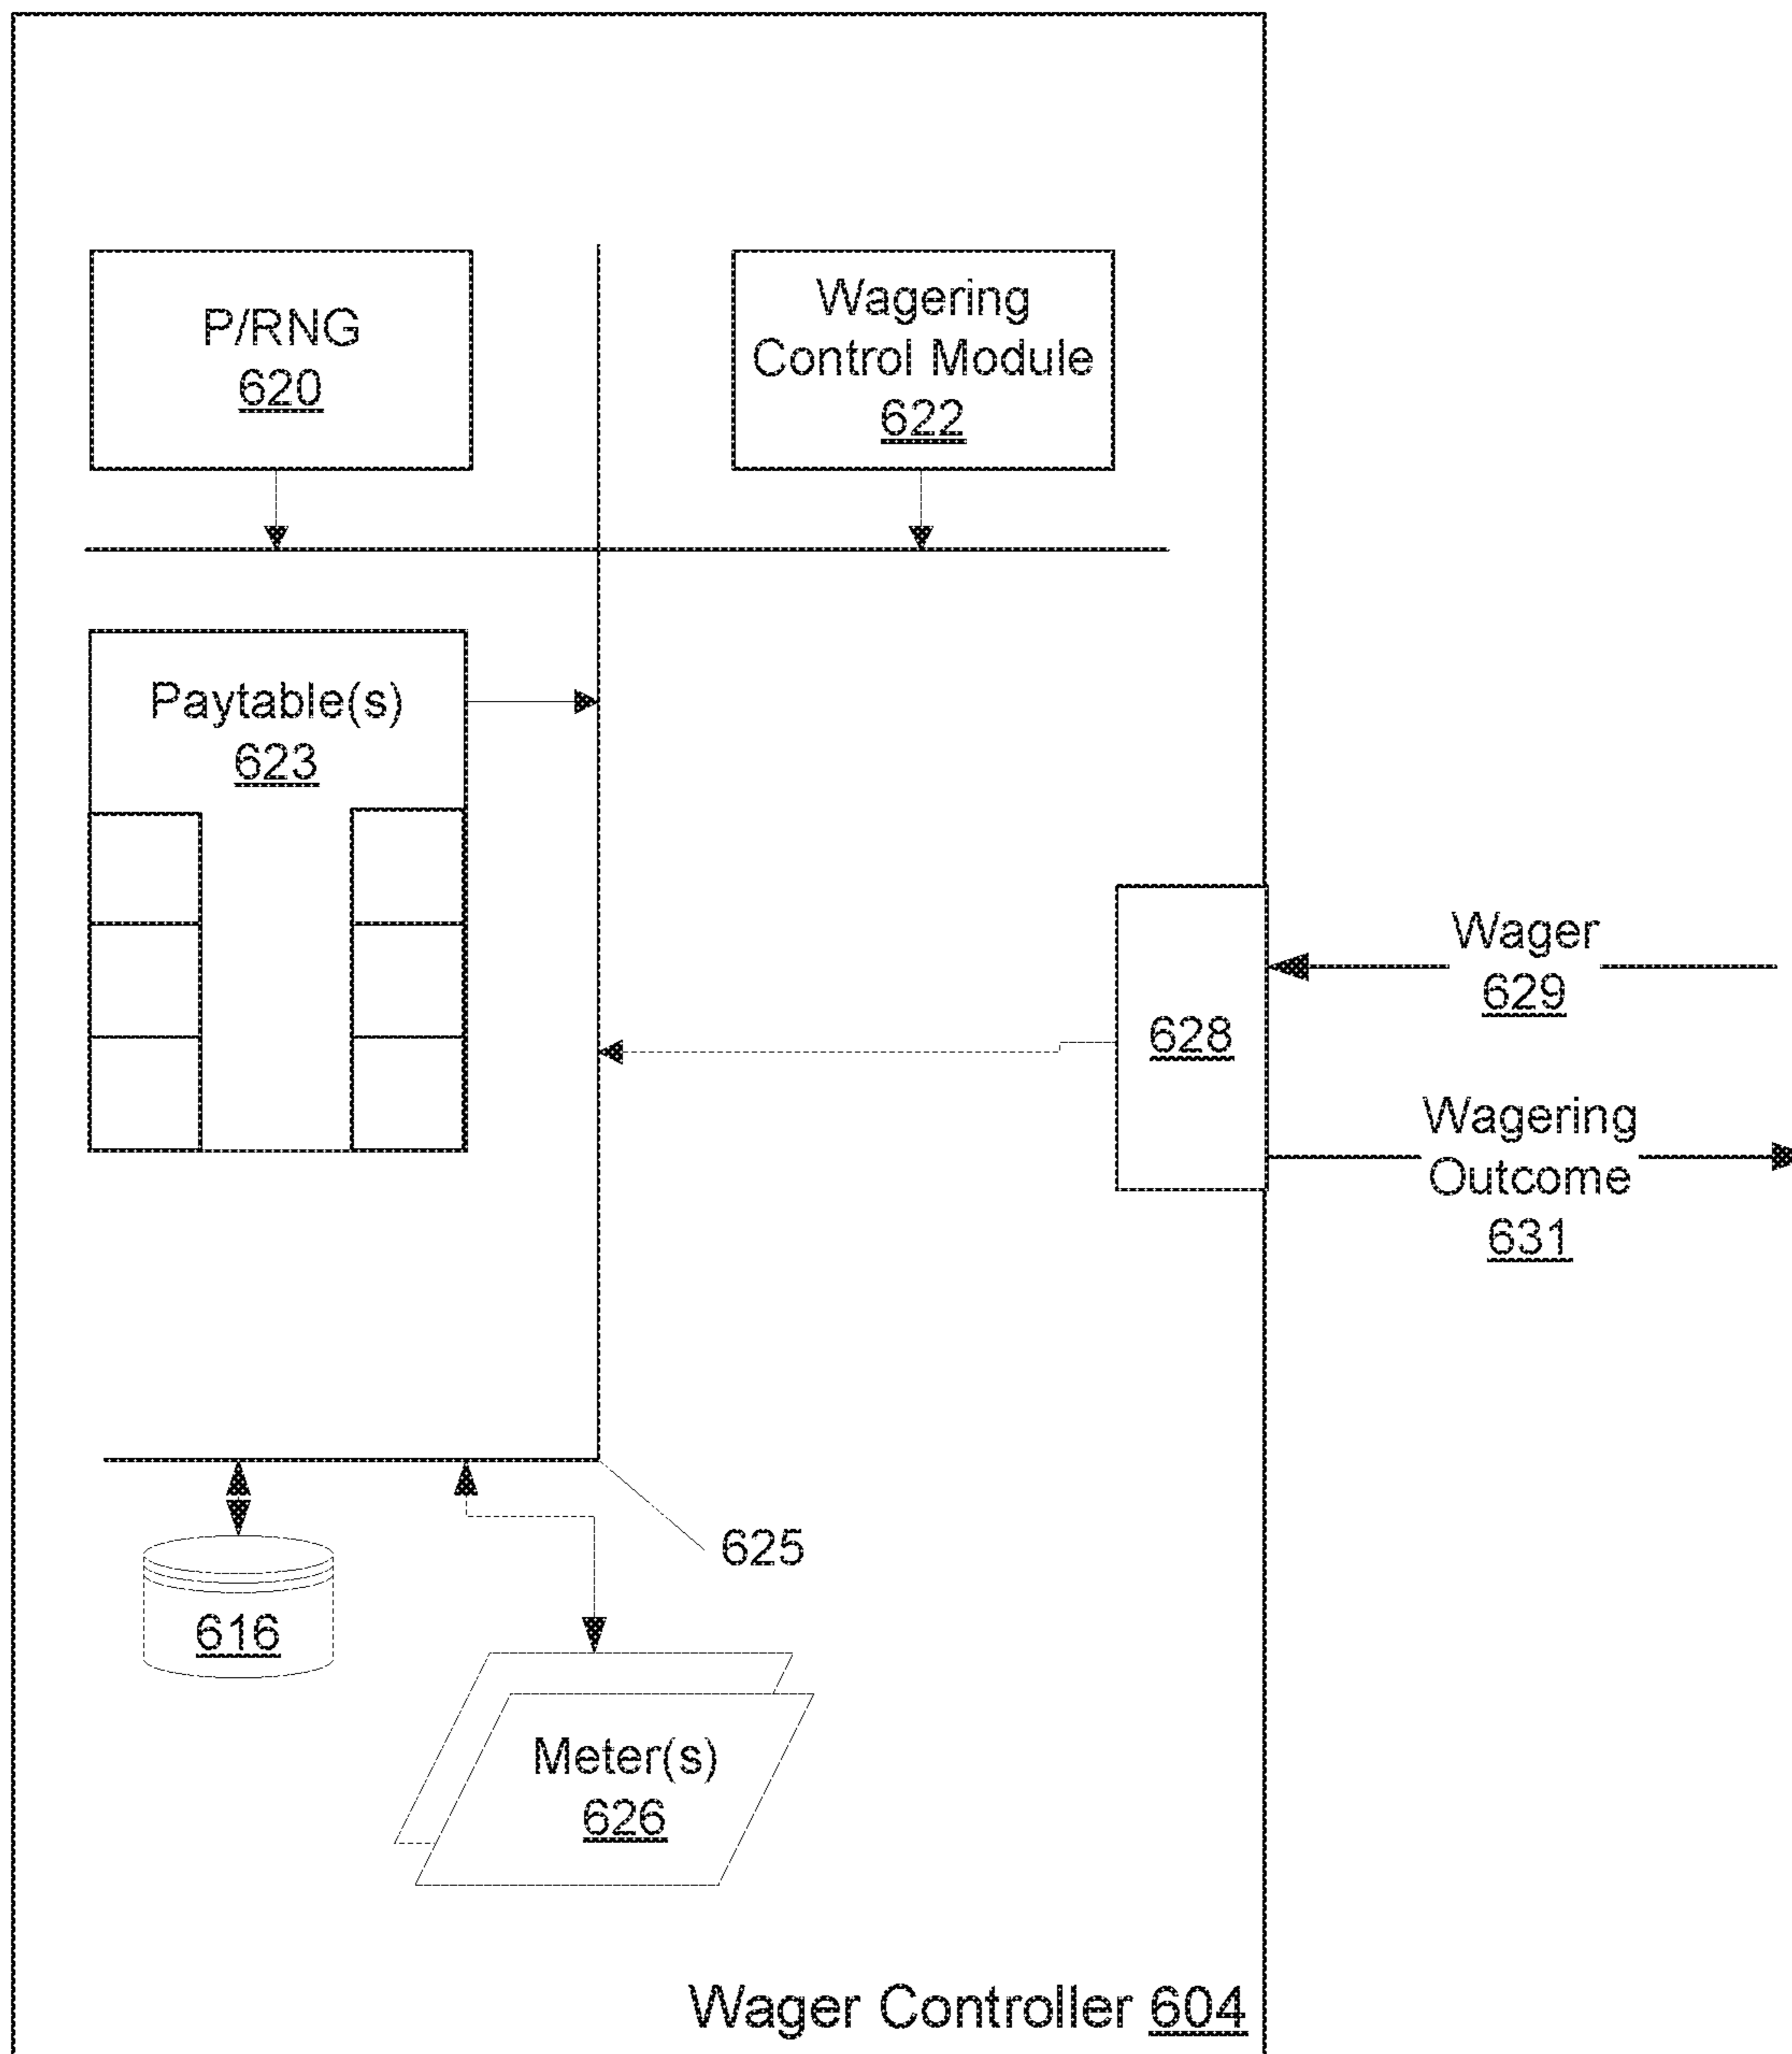 P/RNG
620
Wagering
Control Module
622
Paytable(s)
623
Wager
629
628
Wagering
Outcome
631
625
616
Meter(s)
626
Wager Controller 604